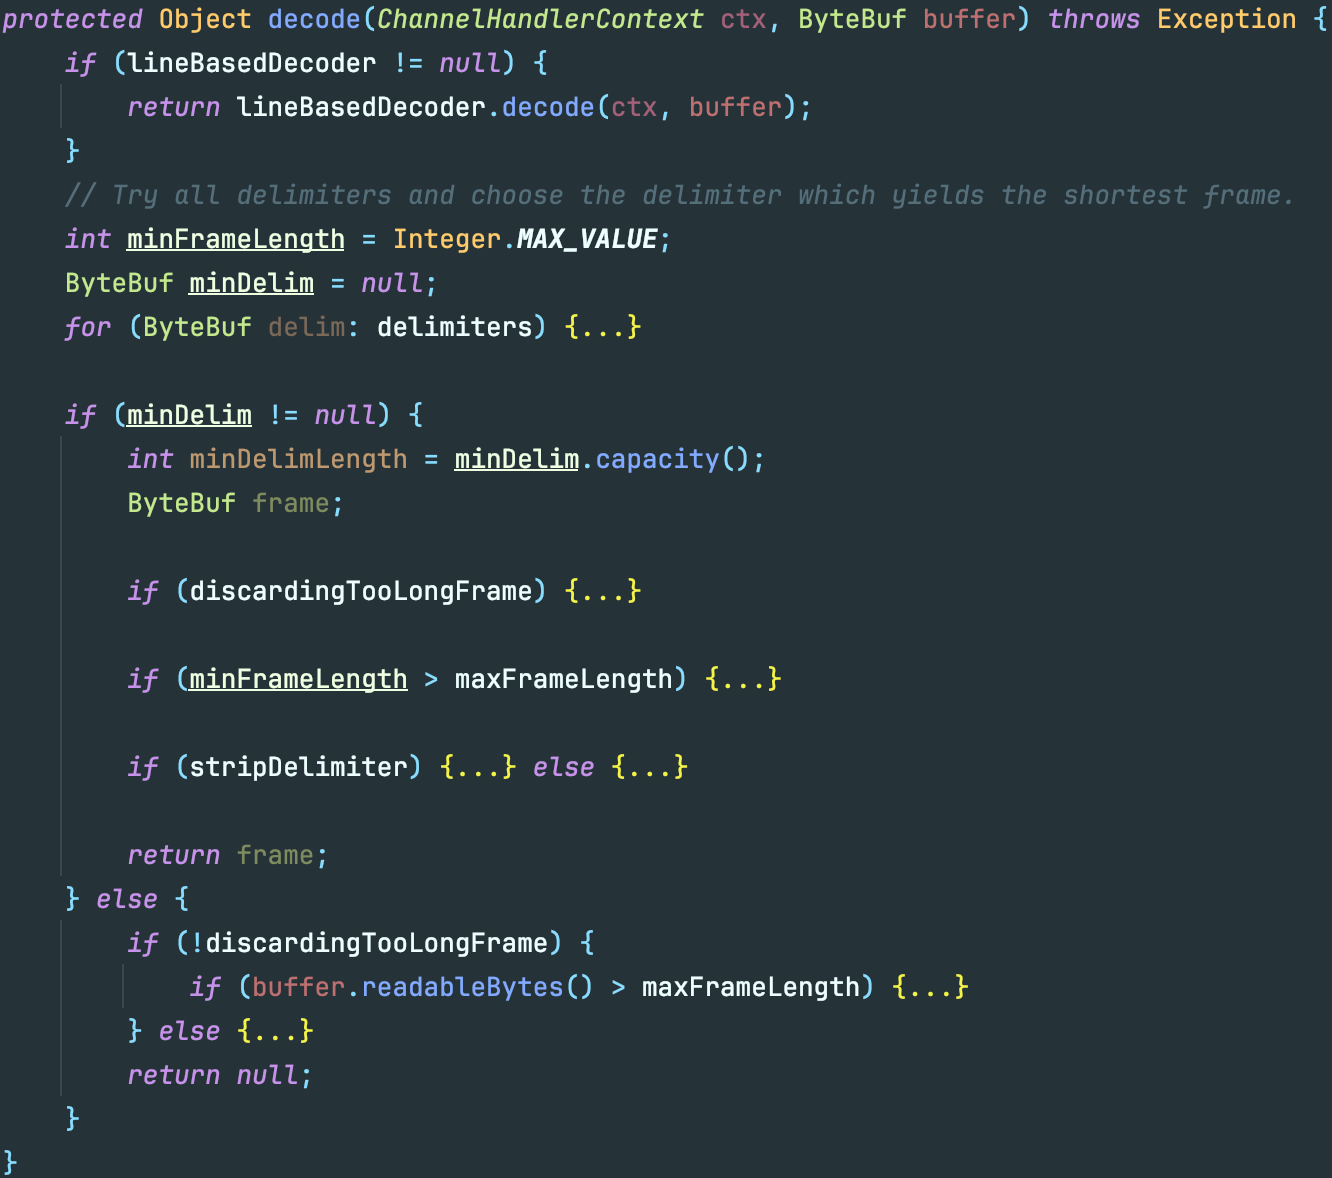 protected Object decode(ChannelHandlerContext ctx, ByteBuf buffer) throws Exception {
    if (lineBasedDecoder != null) {
        return lineBasedDecoder.decode(ctx, buffer);
    }
    // Try all delimiters and choose the delimiter which yields the shortest frame.
    int minFrameLength = Integer.MAX_VALUE;
    ByteBuf minDelim = null;
    for (ByteBuf delim: delimiters) {...}

    if (minDelim != null) {
        int minDelimLength = minDelim.capacity();
        ByteBuf frame;

        if (discardingTooLongFrame) {...}

        if (minFrameLength > maxFrameLength) {...}

        if (stripDelimiter) {...} else {...}

        return frame;
    } else {
        if (!discardingTooLongFrame) {
            if (buffer.readableBytes() > maxFrameLength) {...}
        } else {...}
        return null;
    }
}